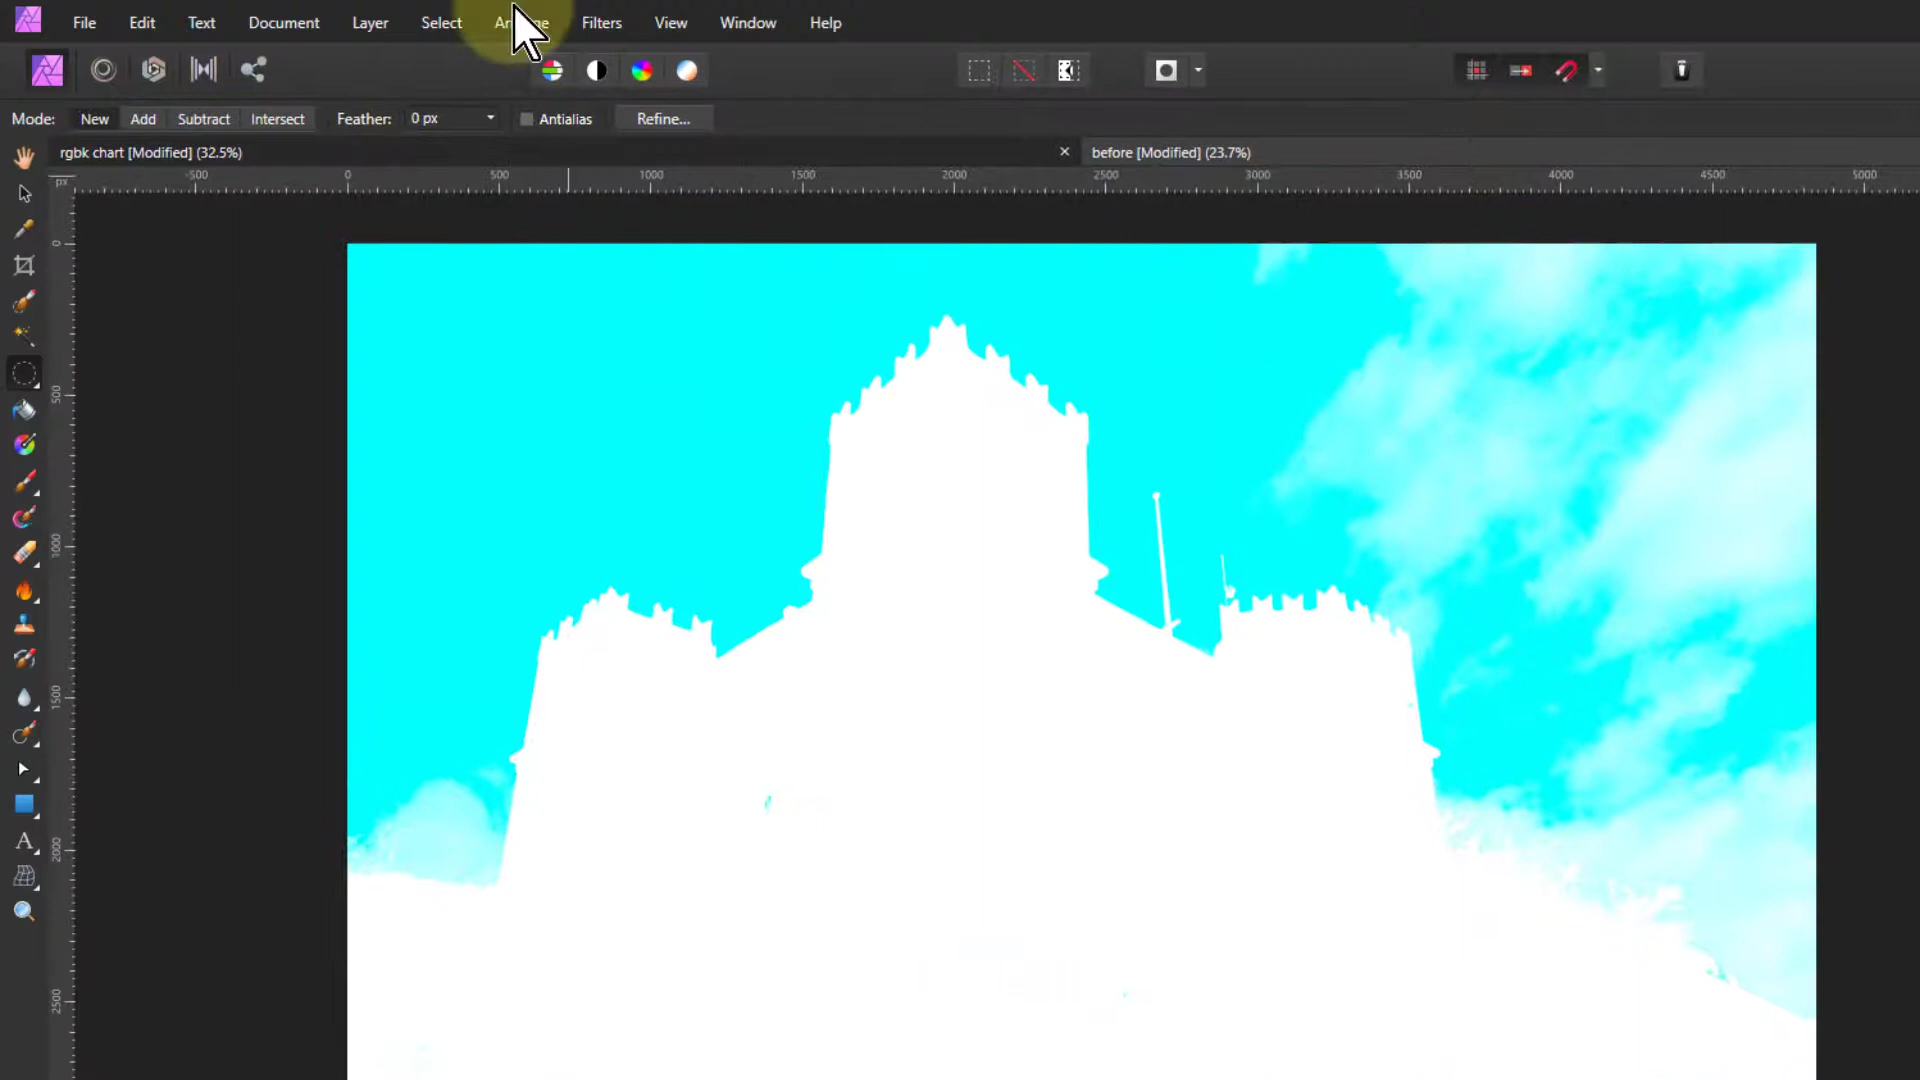 File Edit Text Document Layer Select Arrange Filters View Window Help
Mode: New Add Subtract Intersect Feather: 0 px Antialias Refine...
rgbk chart [Modified] (32.5%) × before [Modified] (23.7%)
px -500 0 500 1000 1500 2000 2500 3000 3500 4000 4500 5000
0
500
1000
1500
2000
2500